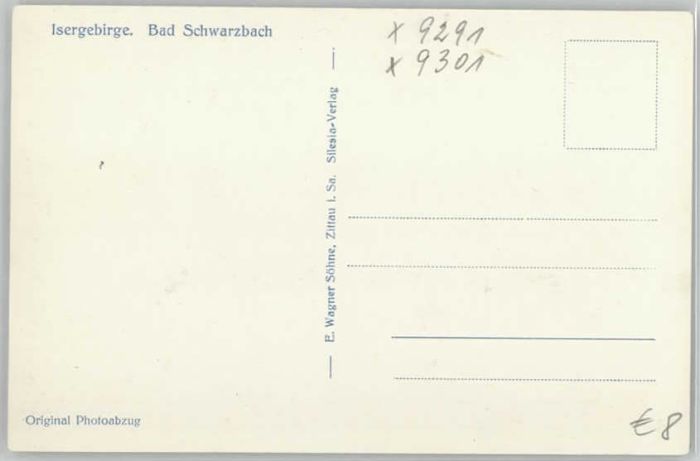 Isergebirge. Bad Schwarzbach
x 9291
x 9301
E. Wagner Söhne, Zittau i. Sa. Silesia-Verlag
Original Photoabzug
€ 8